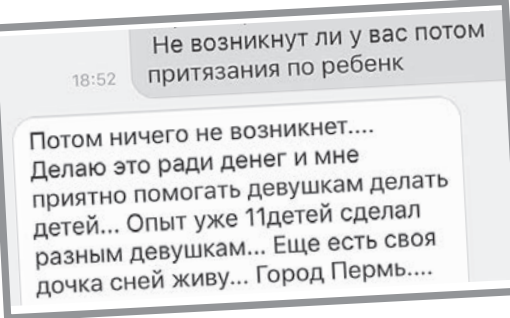 Не возникнут ли у вас потом
18:52
притязания по ребенк
Потом ничего не возникнет....
Делаю это ради денег и мне
приятно помогать девушкам делать
детей... Опыт уже 11детей сделал
разным девушкам... Еще есть своя
дочка сней живу... Город Пермь....